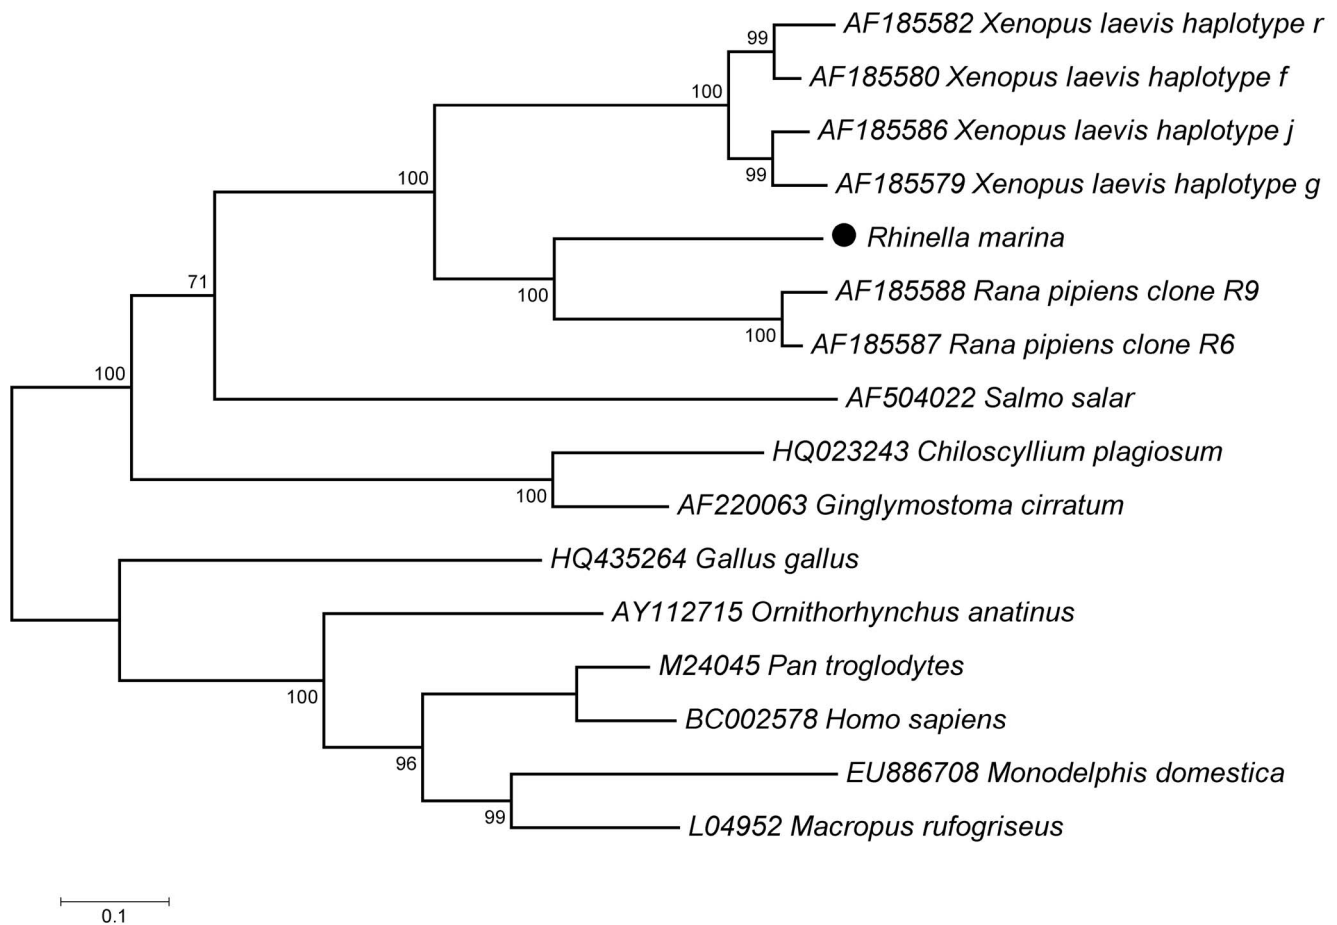 AF185582 Xenopus laevis haplotype r
99
AF185580 Xenopus laevis haplotype f
100
AF185586 Xenopus laevis haplotype j
99
AF185579 Xenopus laevis haplotype g
100
Rhinella marina
100
AF185588 Rana pipiens clone R9
100
AF185587 Rana pipiens clone R6
71
AF504022 Salmo salar
100
HQ023243 Chiloscyllium plagiosum
100
AF220063 Ginglymostoma cirratum
HQ435264 Gallus gallus
AY112715 Ornithorhynchus anatinus
100
M24045 Pan troglodytes
BC002578 Homo sapiens
96
EU886708 Monodelphis domestica
99
L04952 Macropus rufogriseus
0.1